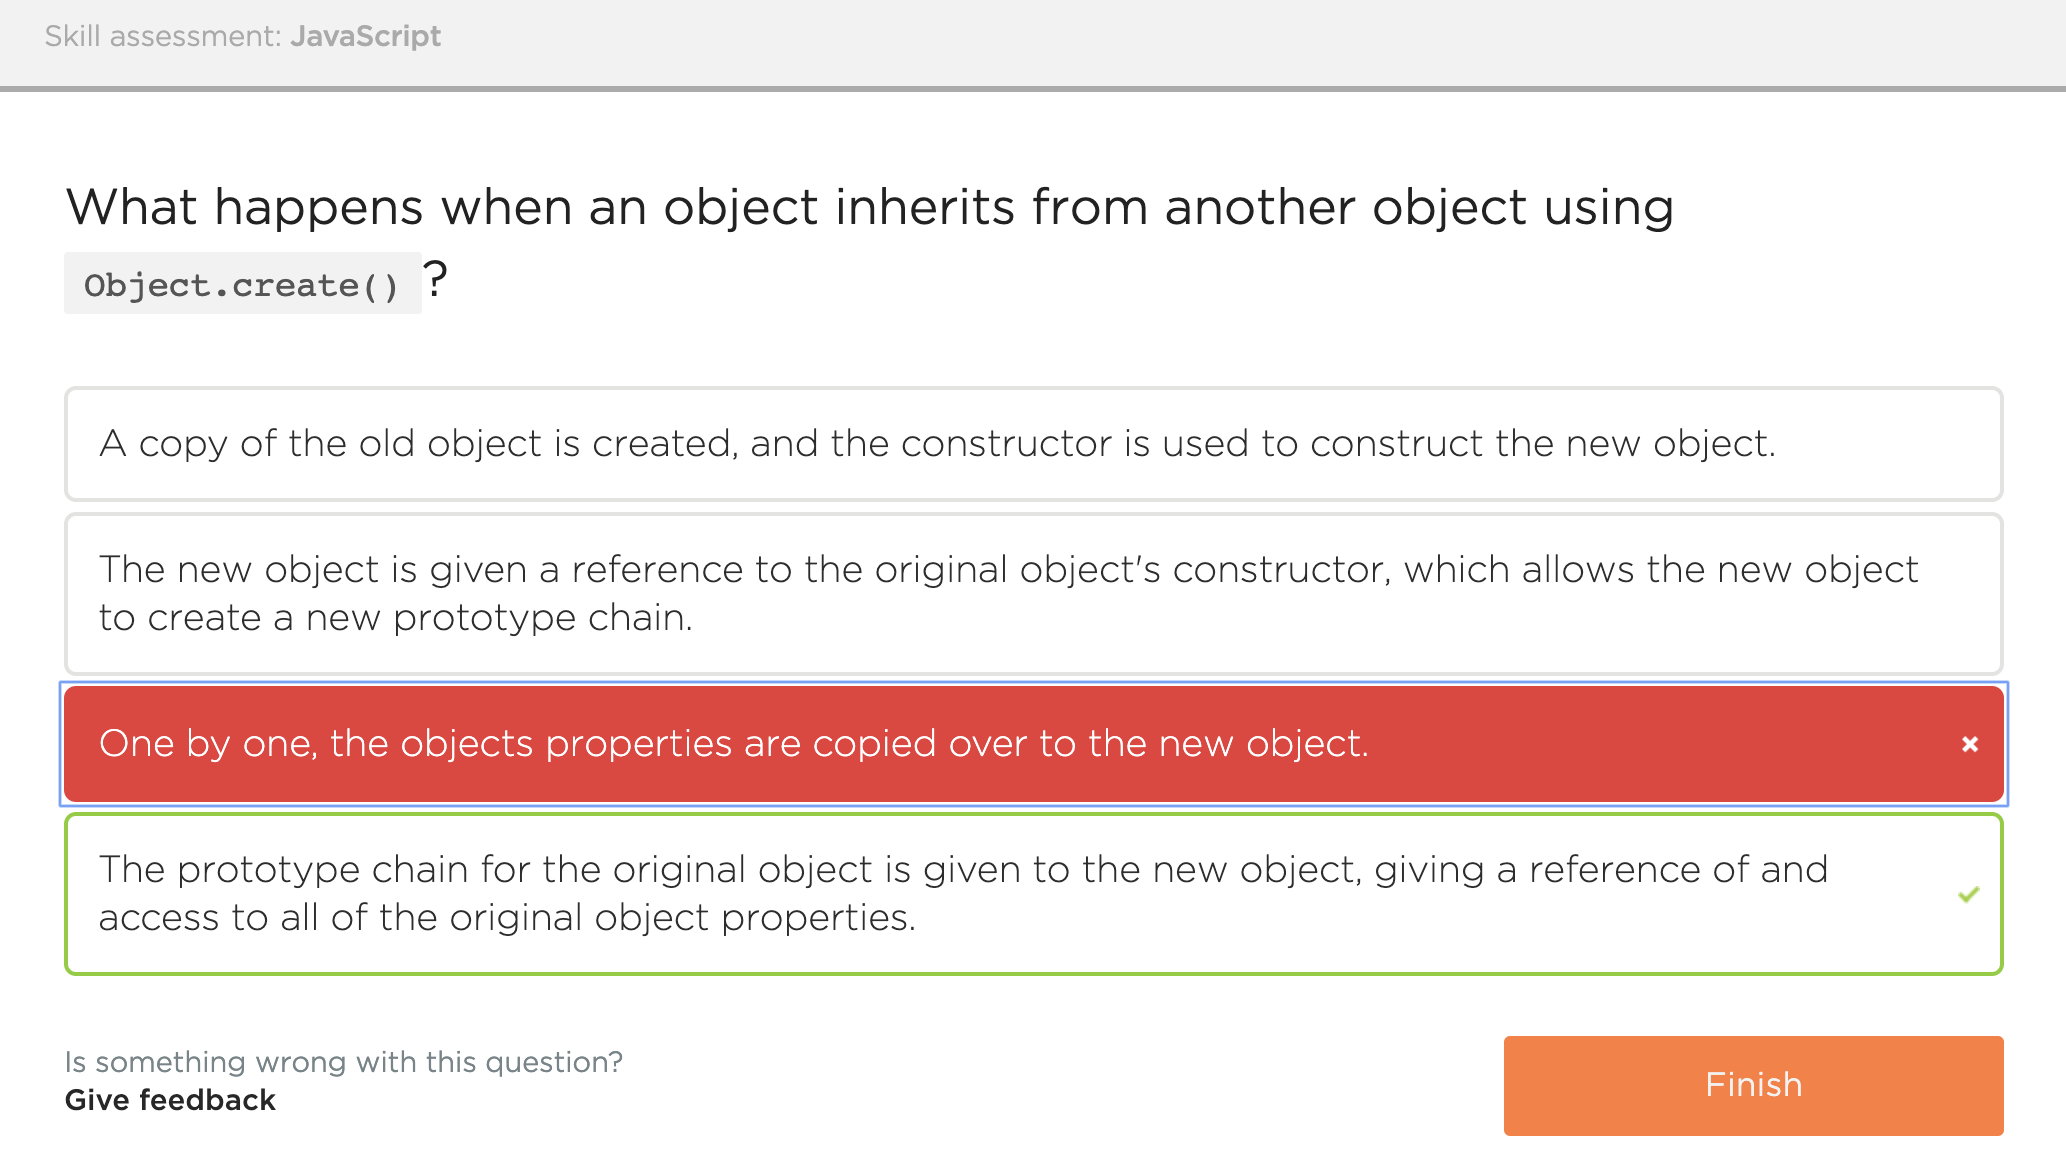 Skill assessment: JavaScript
What happens when an object inherits from another object using
Object.create()?
A copy of the old object is created, and the constructor is used to construct the new object.
The new object is given a reference to the original object's constructor, which allows the new object
to create a new prototype chain.
One by one, the objects properties are copied over to the new object.
The prototype chain for the original object is given to the new object, giving a reference of and
access to all of the original object properties.
Is something wrong with this question?
Give feedback
Finish